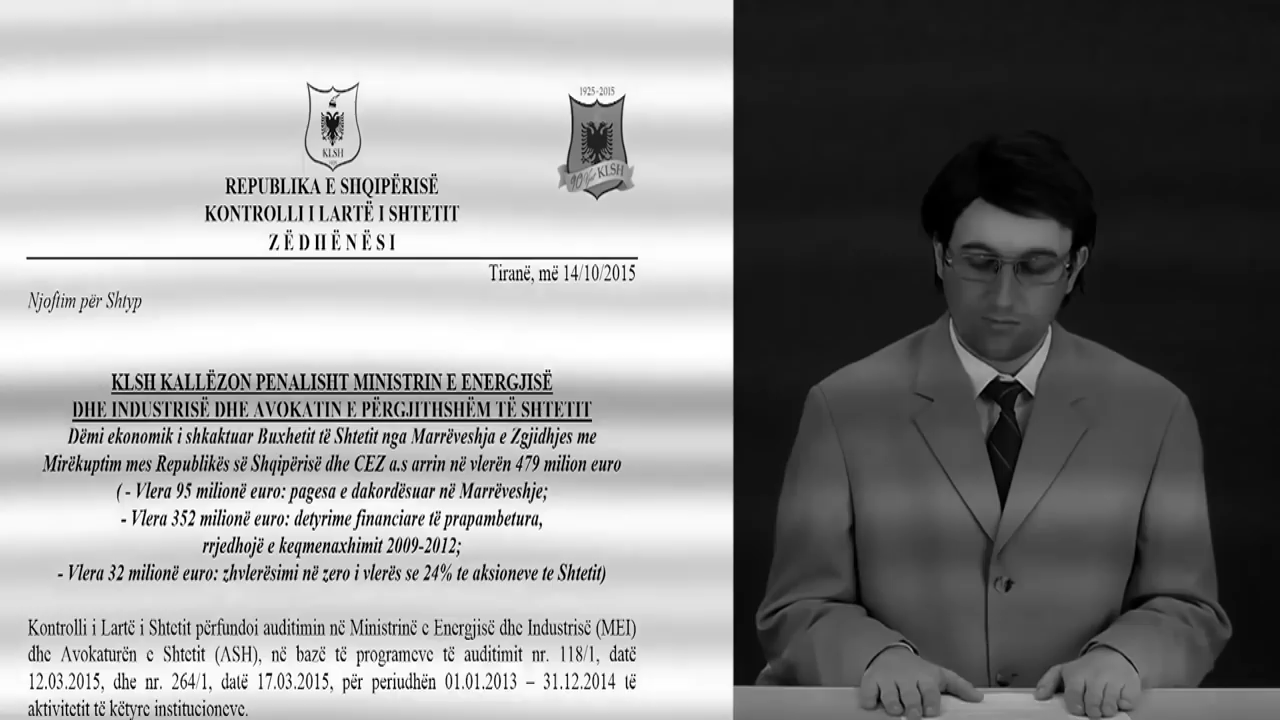 1925-2015
KLSH
90 Vjet KLSH
REPUBLIKA E SHQIPËRISË
KONTROLLI I LARTË I SHTETIT
ZËDHËNËSI
Tiranë, më 14/10/2015
Njoftim për Shtyp
KLSH KALLËZON PENALISHT MINISTRIN E ENERGJISË
DHE INDUSTRISË DHE AVOKATIN E PËRGJITHSHËM TË SHTETIT
Dëmi ekonomik i shkaktuar Buxhetit të Shtetit nga Marrëveshja e Zgjidhjes me
Mirëkuptim mes Republikës së Shqipërisë dhe CEZ a.s arrin në vlerën 479 milion euro
( - Vlera 95 milionë euro: pagesa e dakordësuar në Marrëveshje;
- Vlera 352 milionë euro: detyrime financiare të prapambetura,
rrjedhojë e keqmenaxhimit 2009-2012;
- Vlera 32 milionë euro: zhvlerësimi në zero i vlerës se 24% te aksioneve te Shtetit)
Kontrolli i Lartë i Shtetit përfundoi auditimin në Ministrinë e Energjisë dhe Industrisë (MEI)
dhe Avokaturën e Shtetit (ASH), në bazë të programeve të auditimit nr. 118/1, datë
12.03.2015, dhe nr. 264/1, datë 17.03.2015, për periudhën 01.01.2013 – 31.12.2014 të
aktivitetit të këtyre institucioneve.